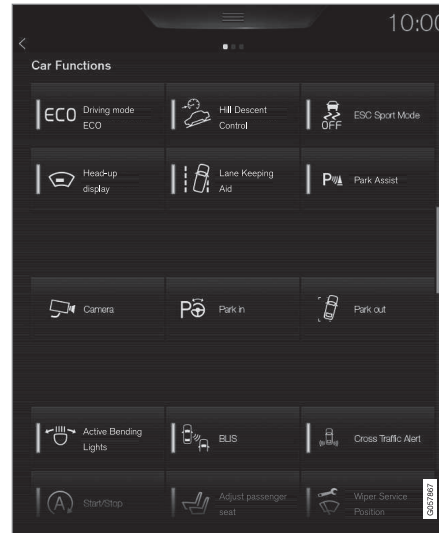 10:00
Car Functions
ECO
Driving mode
ECO
Hill Descent
Control
OFF
ESC Sport Mode
Head-up
display
Lane Keeping
Aid
P
Park Assist
Camera
P
Park in
Park out
Active Bending
Lights
BLIS
Cross Traffic Alert
A
Start/Stop
Adjust passenger
seat
Wiper Service
Position
G057867